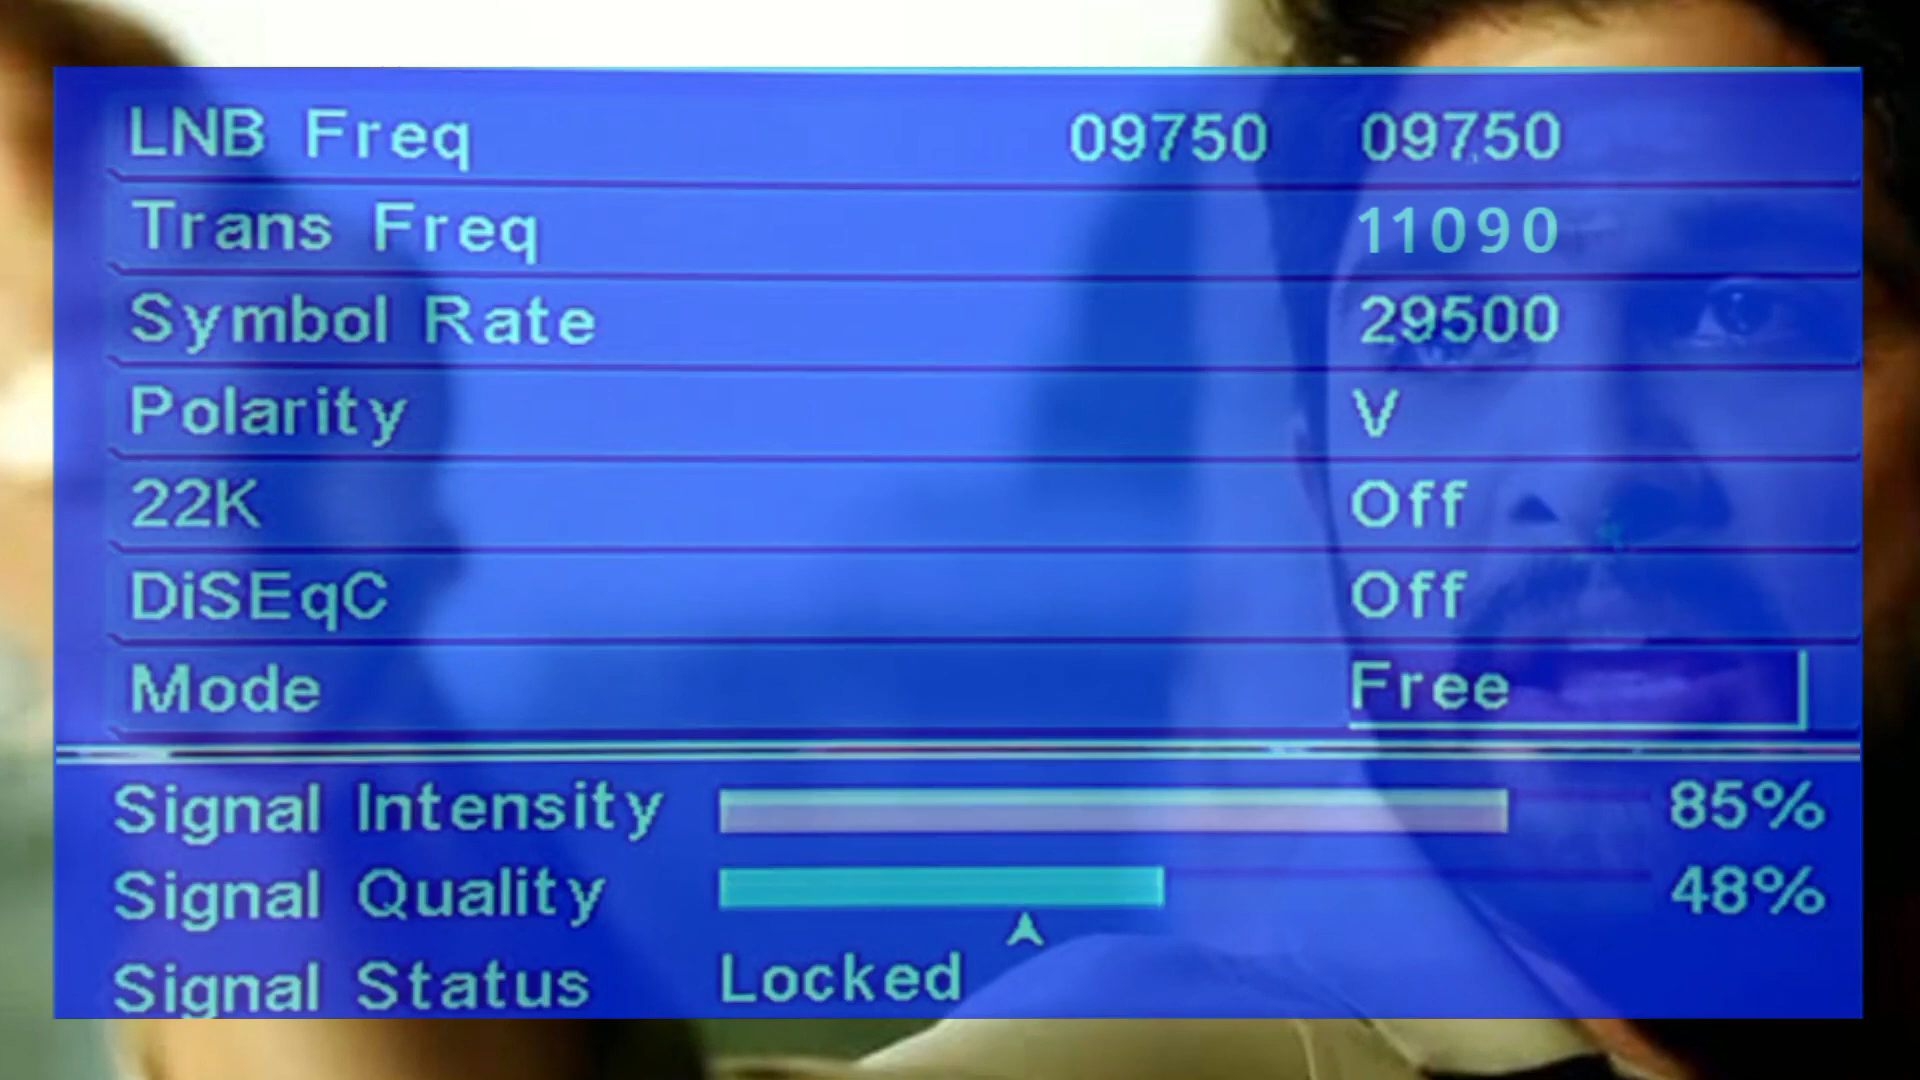 LNB Freq 09750 09750
Trans Freq 11090
Symbol Rate 29500
Polarity V
22K Off
DiSEqC Off
Mode Free
Signal Intensity 85%
Signal Quality 48%
Signal Status Locked